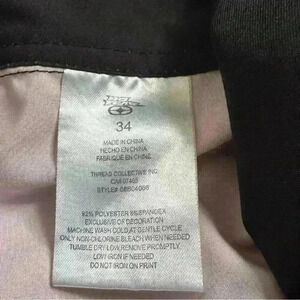 34
MADE IN CHINA
HECHO EN CHINA
FABRIQUE EN CHINE
THREAD COLLECTIVE INC.
92% POLYESTER 8% SPANDEX
EXCLUSIVE OF DECORATION
MACHINE WASH COLD AT GENTLE CYCLE
ONLY NON-CHLORINE BLEACH WHEN NEEDED
TUMBLE DRY LOW, REMOVE PROMPTLY
LOW IRON IF NEEDED
DO NOT IRON ON PRINT